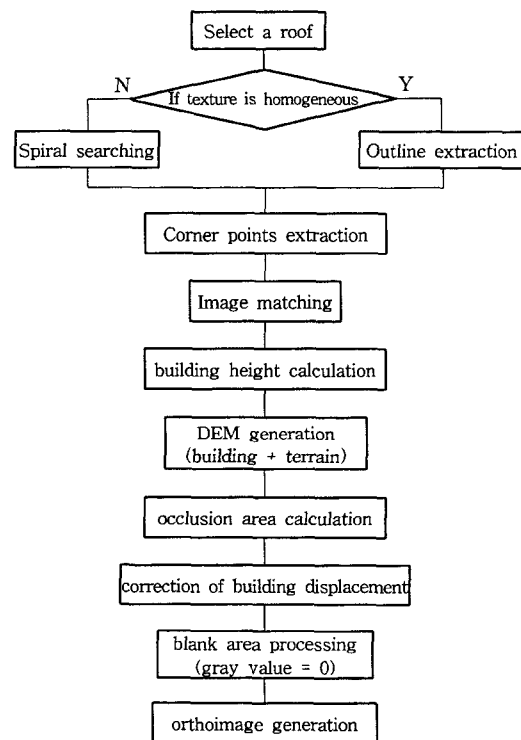 Select a roof
N
Y
If texture is homogeneous
Spiral searching
Outline extraction
Corner points extraction
Image matching
building height calculation
DEM generation
(building + terrain)
occlusion area calculation
correction of building displacement
blank area processing
(gray value = 0)
orthoimage generation